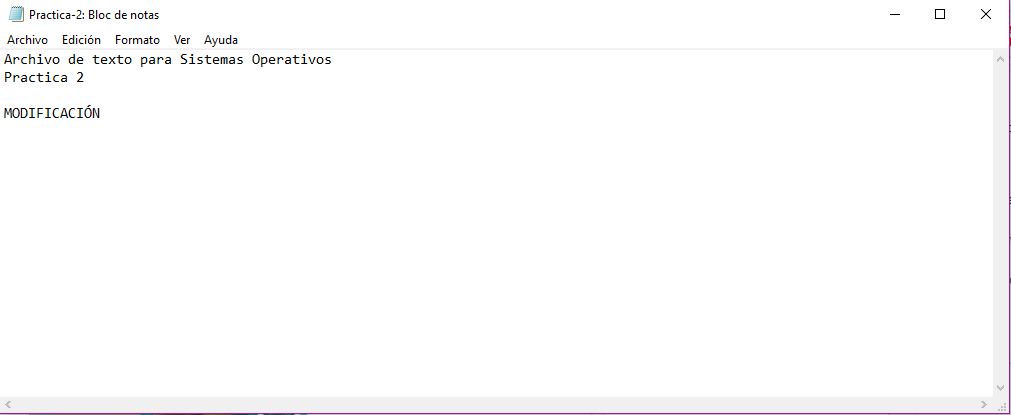 Practica-2: Bloc de notas
Archivo Edición Formato Ver Ayuda
Archivo de texto para Sistemas Operativos
Practica 2
MODIFICACIÓN